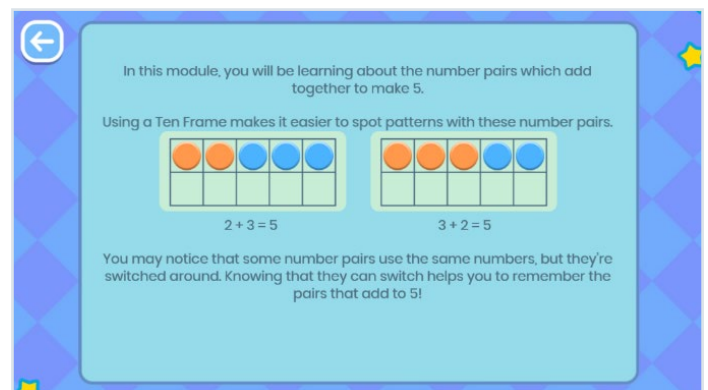 In this module, you will be learning about the number pairs which add
together to make 5.
Using a Ten Frame makes it easier to spot patterns with these number pairs.
2 + 3 = 5
3 + 2 = 5
You may notice that some number pairs use the same numbers, but they're
switched around. Knowing that they can switch helps you to remember the
pairs that add to 5!